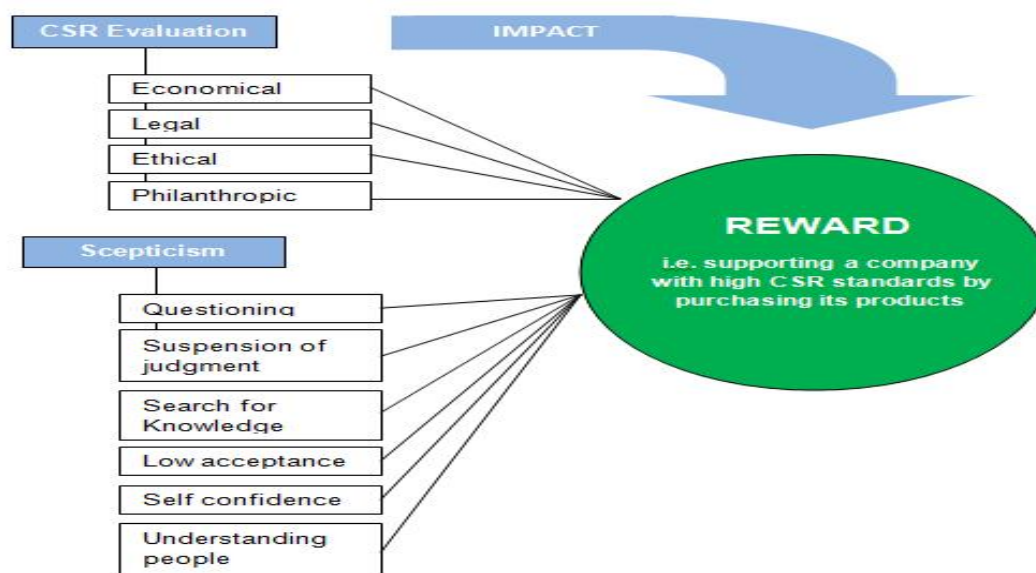 CSR Evaluation
IMPACT
Economical
Legal
Ethical
Philanthropic
Scepticism
Questioning
Suspension of
judgment
Search for
Knowledge
Low acceptance
Self confidence
Understanding
people
REWARD
i.e. supporting a company
with high CSR standards by
purchasing its products